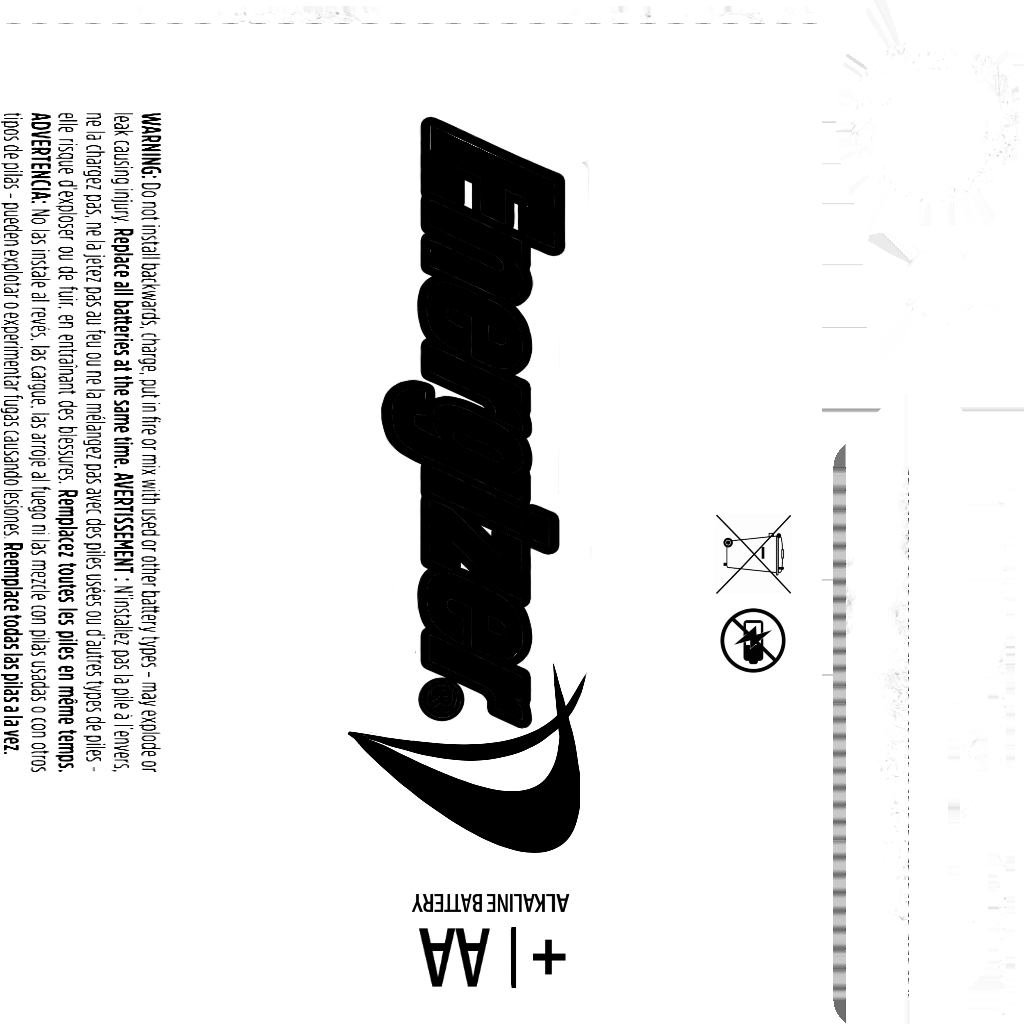 Energizer®
ALKALINE BATTERY
+ | AA
WARNING: Do not install backwards, charge, put in fire or mix with used or other battery types - may explode or
leak causing injury. Replace all batteries at the same time. AVERTISSEMENT : N'installez pas la pile à l'envers,
ne la chargez pas, ne la jetez pas au feu ou ne la mélangez pas avec des piles usées ou d'autres types de piles -
elle risque d'exploser ou de fuir, en entraînant des blessures. Remplacez toutes les piles en même temps.
ADVERTENCIA: No las instale al revés, las cargue, las arroje al fuego ni las mezcle con pilas usadas o con otros
tipos de pilas - pueden explotar o experimentar fugas causando lesiones. Reemplace todas las pilas a la vez.